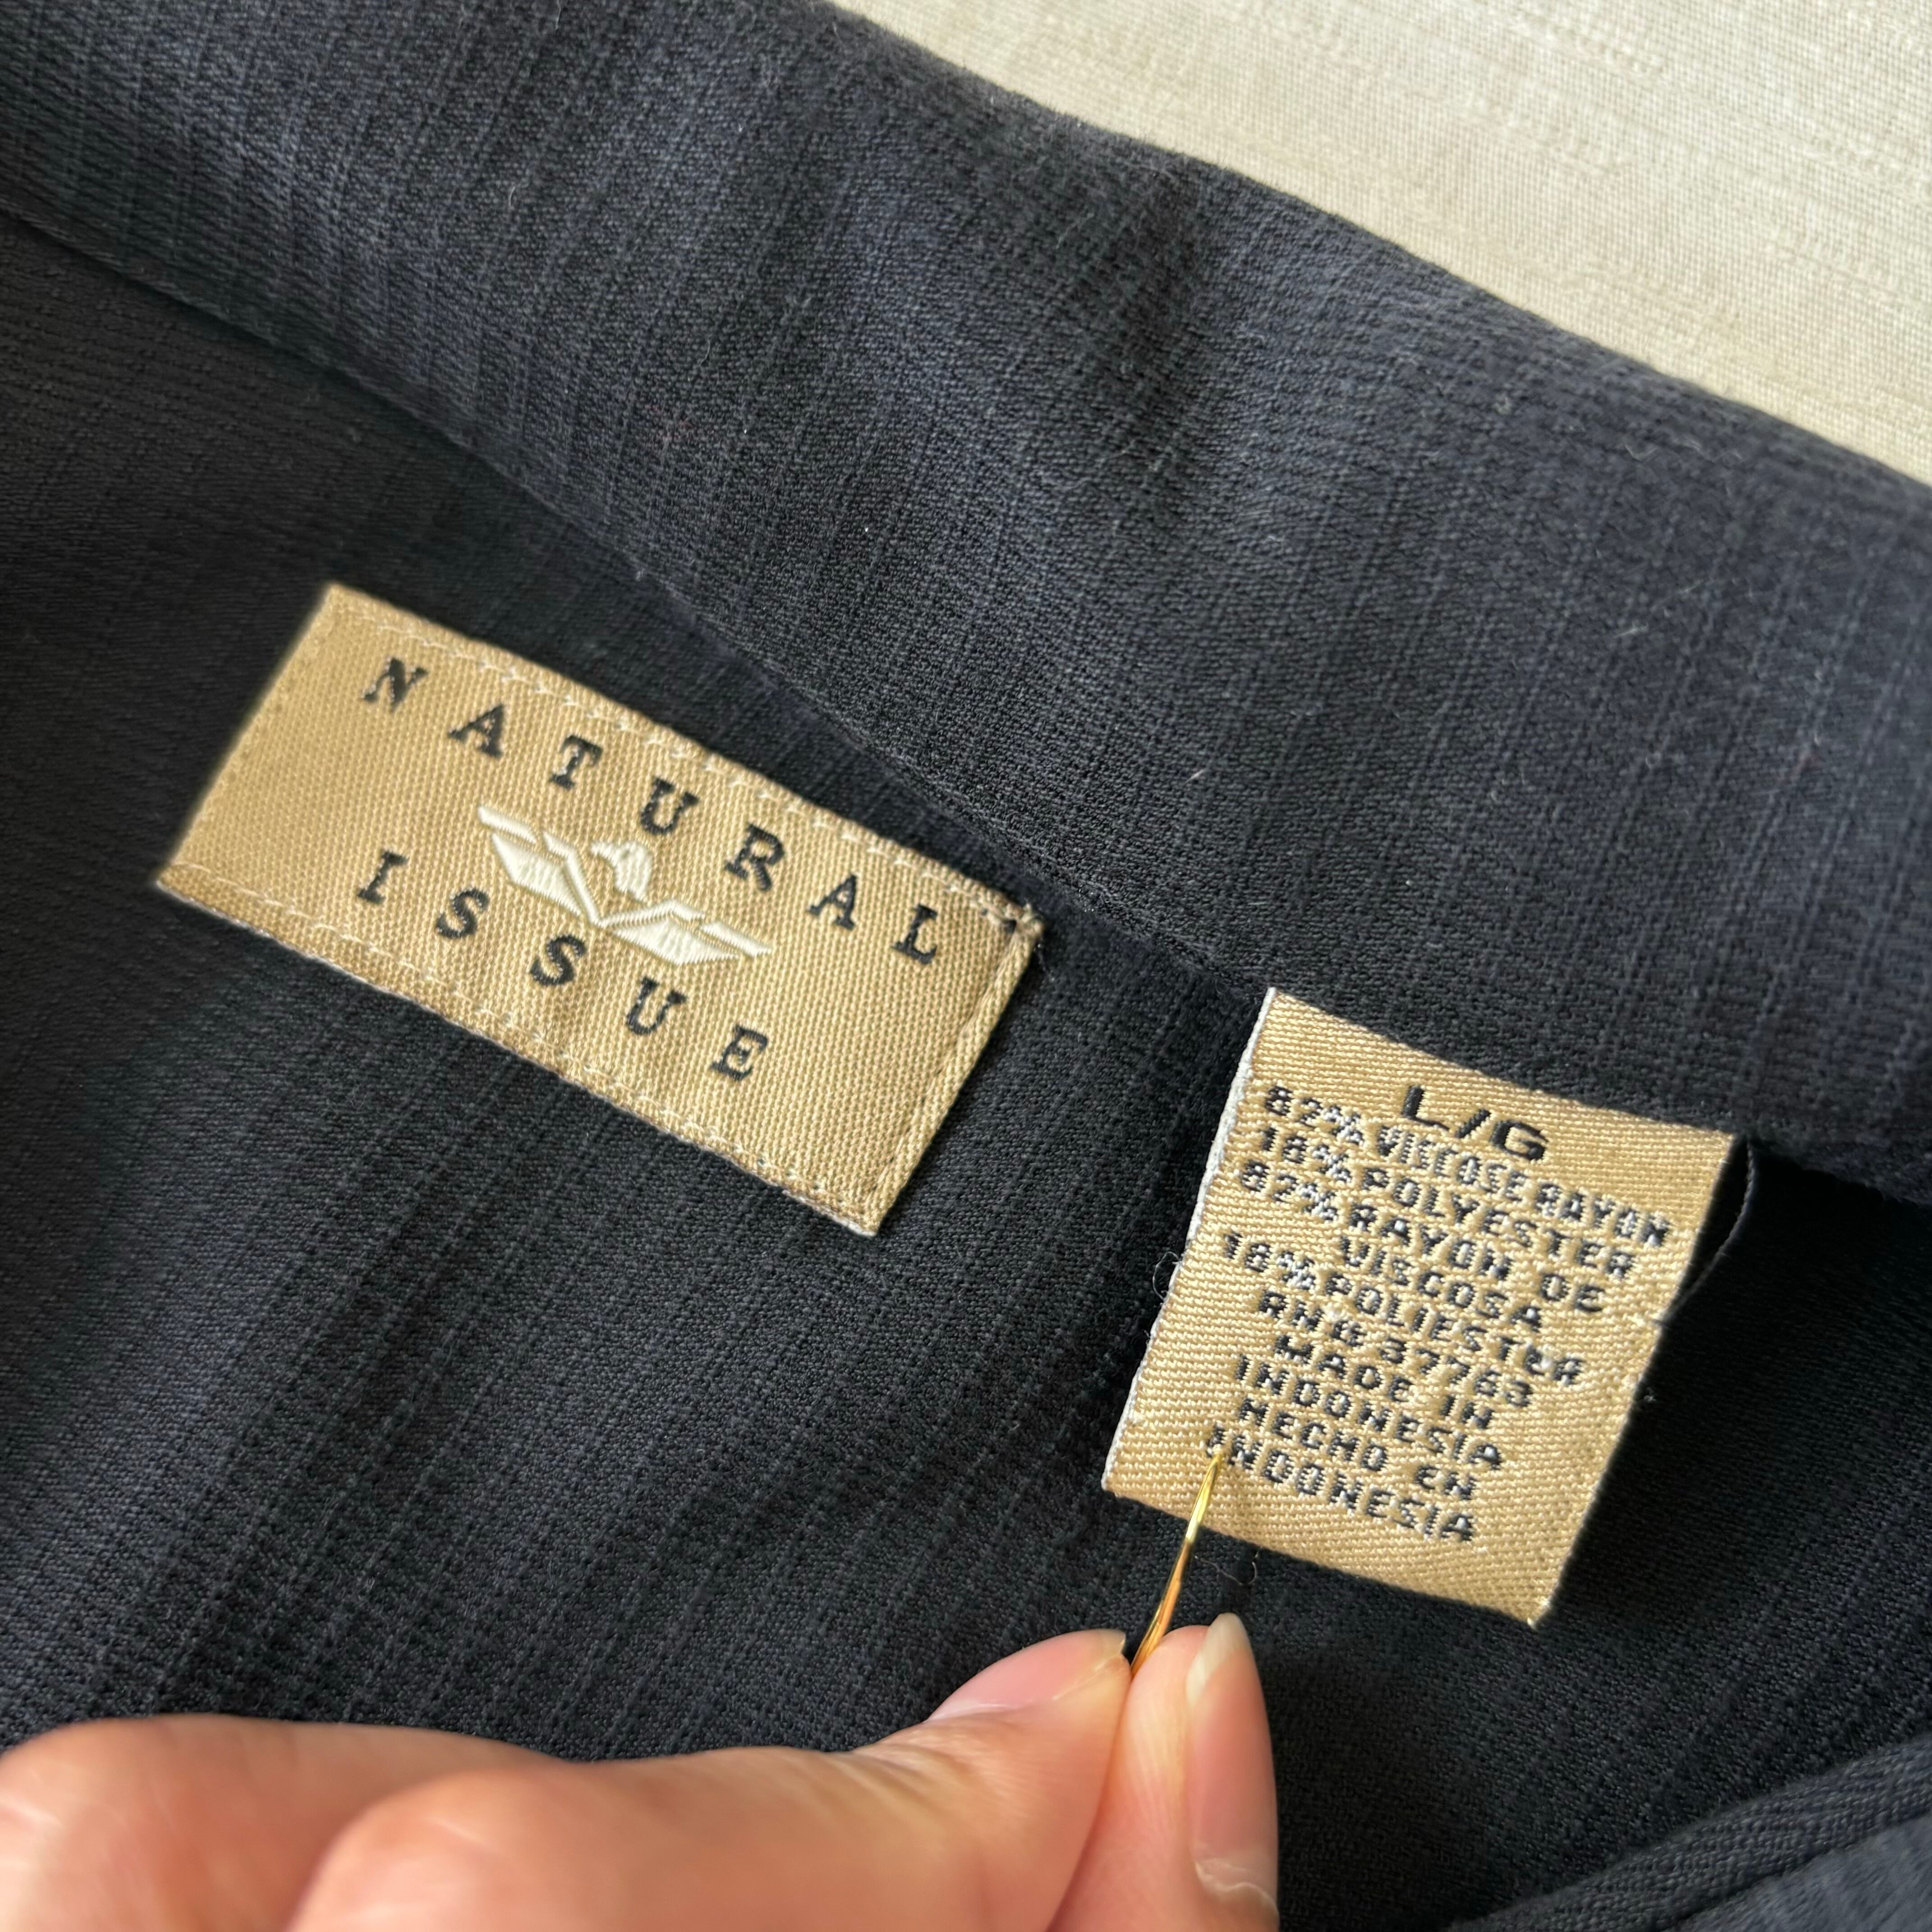 NATURAL
ISSUE
L/G
82% VISCOSE RAYON
18% POLYESTER
82% RAYON DE
VISCOSA
18% POLIESTER
RN# 37763
MADE IN
INDONESIA
HECHO EN
INDONESIA